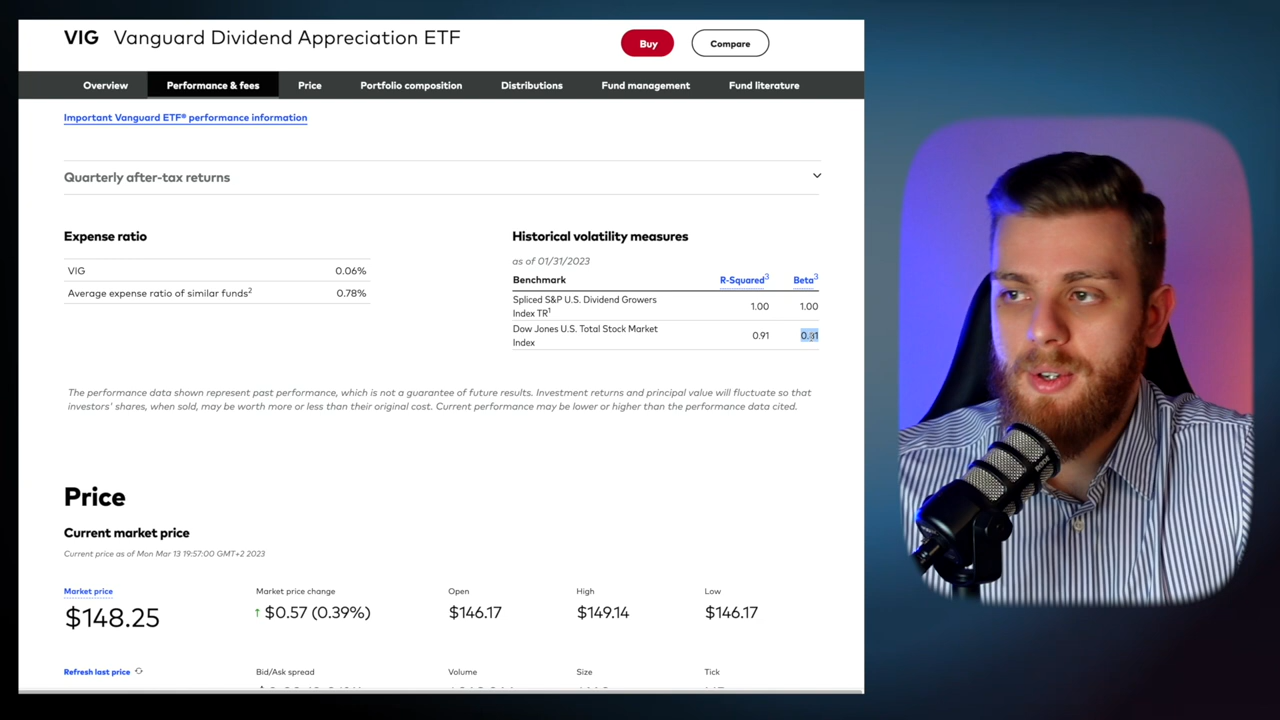 VIG Vanguard Dividend Appreciation ETF
Buy
Compare
Overview
Performance & fees
Price
Portfolio composition
Distributions
Fund management
Fund literature
Important Vanguard ETF® performance information
Quarterly after-tax returns
Expense ratio
VIG 0.06%
Average expense ratio of similar funds2 0.78%
Historical volatility measures
as of 01/31/2023
Benchmark R-Squared3 Beta3
Spliced S&P U.S. Dividend Growers
Index TR1 1.00 1.00
Dow Jones U.S. Total Stock Market
Index 0.91
The performance data shown represent past performance, which is not a guarantee of future results. Investment returns and principal value will fluctuate so that
investors' shares, when sold, may be worth more or less than their original cost. Current performance may be lower or higher than the performance data cited.
Price
Current market price
Current price as of Mon Mar 13 19:57:00 GMT+2 2023
Market price
$148.25
Market price change
↑ $0.57 (0.39%)
Open
$146.17
High
$149.14
Low
$146.17
Refresh last price
Bid/Ask spread
Volume
Size
Tick